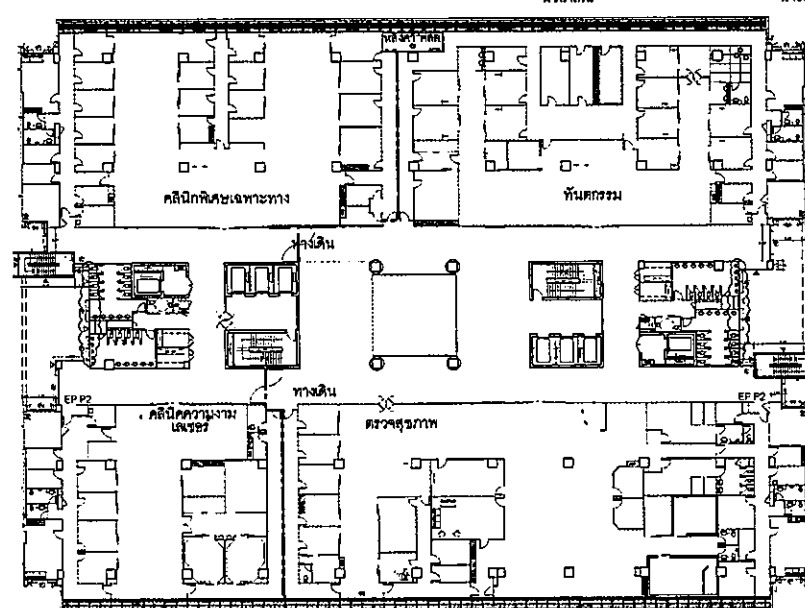 คลินิกพิเศษเฉพาะทาง
ทันตกรรม
ทางเดิน
ทางเดิน
EP.P2
EP.P2
คลินิคความงาม
เลเซอร์
ตรวจสุขภาพ